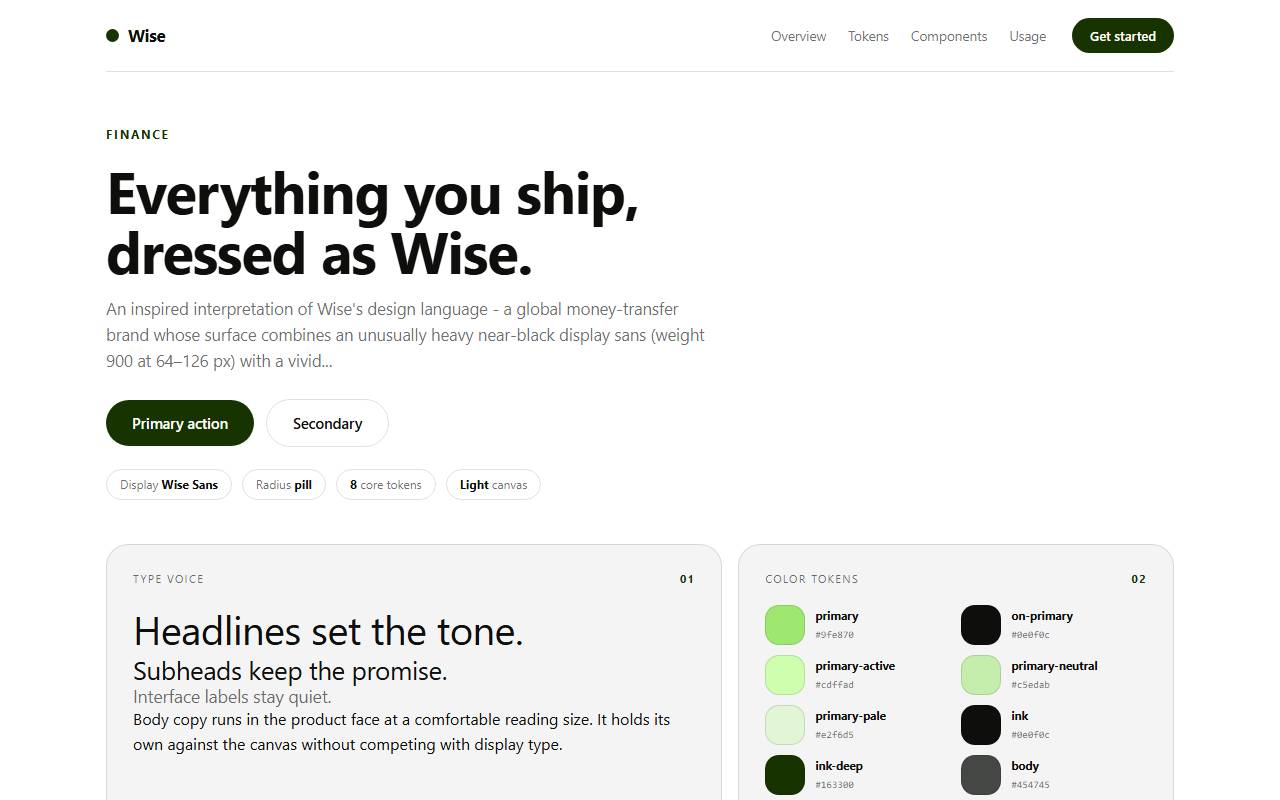 Wise
Overview Tokens Components Usage Get started
FINANCE
Everything you ship,
dressed as Wise.
An inspired interpretation of Wise's design language - a global money-transfer
brand whose surface combines an unusually heavy near-black display sans (weight
900 at 64–126 px) with a vivid...
Primary action Secondary
Display Wise Sans Radius pill 8 core tokens Light canvas
TYPE VOICE 01
Headlines set the tone.
Subheads keep the promise.
Interface labels stay quiet.
Body copy runs in the product face at a comfortable reading size. It holds its
own against the canvas without competing with display type.
COLOR TOKENS 02
primary
#9fe870
on-primary
#0e0f0c
primary-active
#cdffad
primary-neutral
#c5edab
primary-pale
#e2f6d5
ink
#0e0f0c
ink-deep
#163300
body
#454745